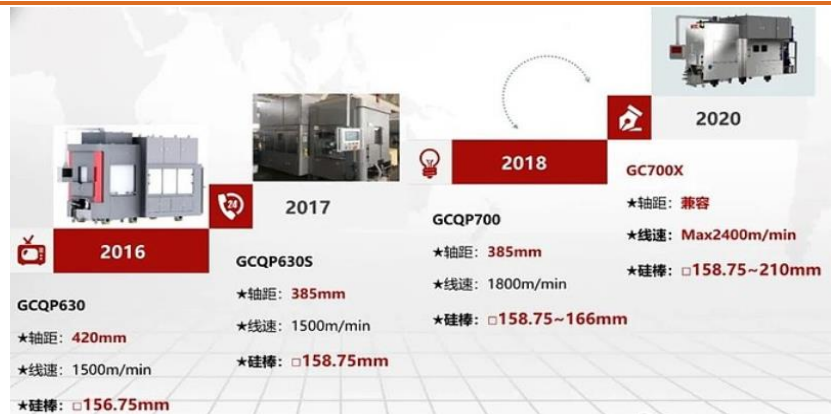 2016
GCQP630
★轴距：420mm
★线速：1500m/min
★硅棒：□156.75mm
24
2017
GCQP630S
★轴距：385mm
★线速：1500m/min
★硅棒：□158.75mm
2018
GCQP700
★轴距：385mm
★线速：1800m/min
★硅棒：□158.75~166mm
2020
GC700X
★轴距：兼容
★线速：Max2400m/min
★硅棒：□158.75~210mm